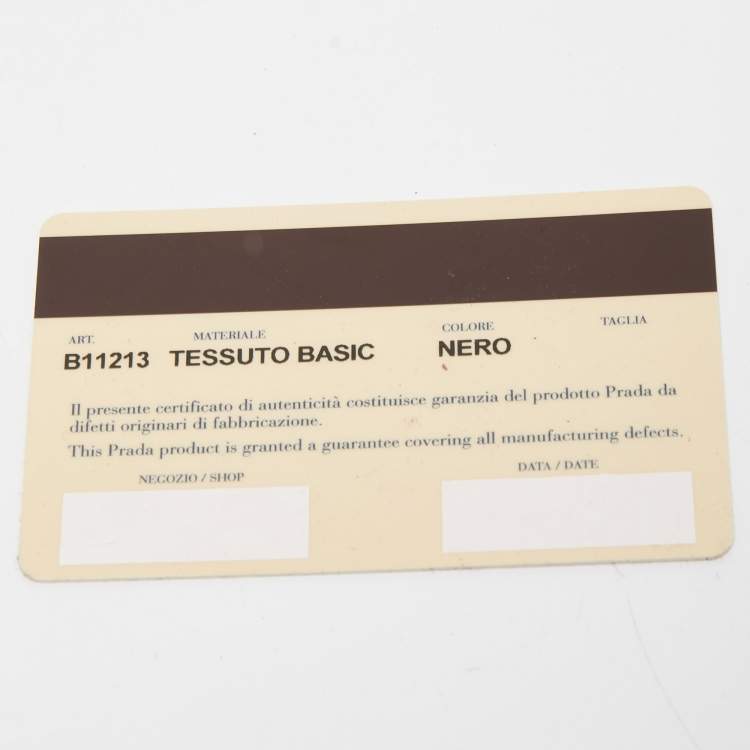 ART. MATERIALE COLORE TAGLIA
B11213 TESSUTO BASIC NERO
Il presente certificato di autenticità costituisce garanzia del prodotto Prada da
difetti originari di fabbricazione.
This Prada product is granted a guarantee covering all manufacturing defects.
NEGOZIO / SHOP DATA / DATE